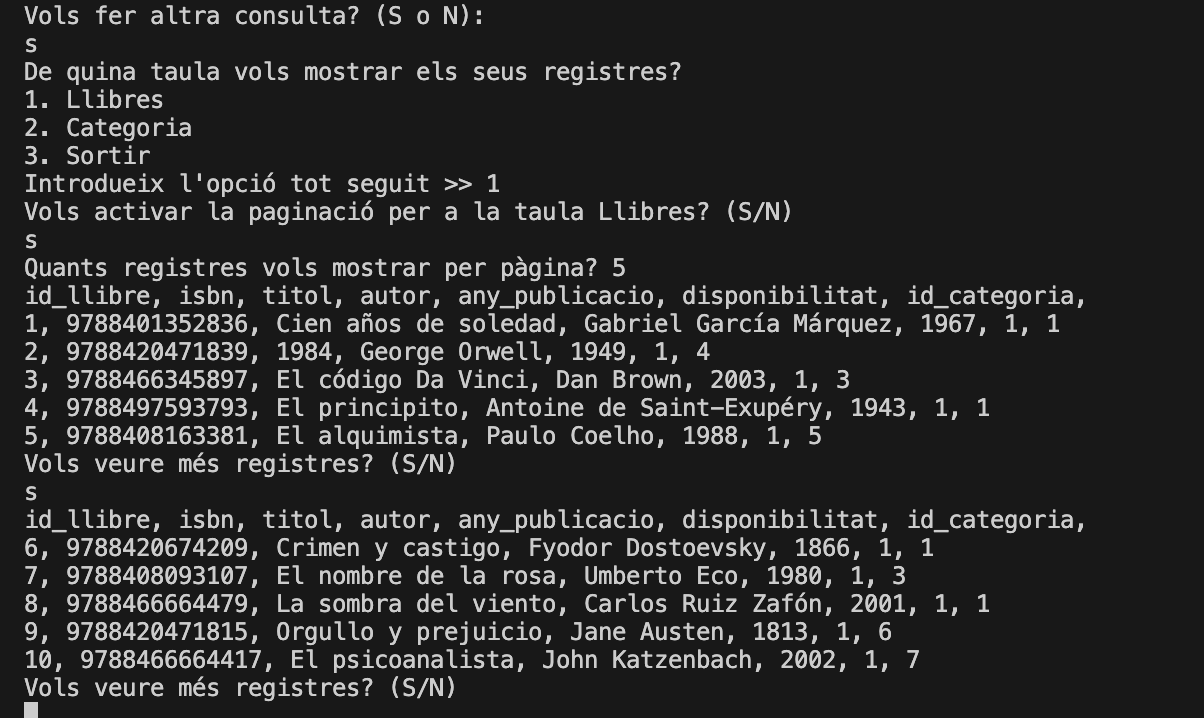 Vols fer altra consulta? (S o N):
s
De quina taula vols mostrar els seus registres?
1. Llibres
2. Categoria
3. Sortir
Introdueix l'opció tot seguit >> 1
Vols activar la paginació per a la taula Llibres? (S/N)
s
Quants registres vols mostrar per pàgina? 5
id_llibre, isbn, titol, autor, any_publicacio, disponibilitat, id_categoria,
1, 9788401352836, Cien años de soledad, Gabriel García Márquez, 1967, 1, 1
2, 9788420471839, 1984, George Orwell, 1949, 1, 4
3, 9788466345897, El código Da Vinci, Dan Brown, 2003, 1, 3
4, 9788497593793, El principito, Antoine de Saint-Exupéry, 1943, 1, 1
5, 9788408163381, El alquimista, Paulo Coelho, 1988, 1, 5
Vols veure més registres? (S/N)
s
id_llibre, isbn, titol, autor, any_publicacio, disponibilitat, id_categoria,
6, 9788420674209, Crimen y castigo, Fyodor Dostoevsky, 1866, 1, 1
7, 9788408093107, El nombre de la rosa, Umberto Eco, 1980, 1, 3
8, 9788466664479, La sombra del viento, Carlos Ruiz Zafón, 2001, 1, 1
9, 9788420471815, Orgullo y prejuicio, Jane Austen, 1813, 1, 6
10, 9788466664417, El psicoanalista, John Katzenbach, 2002, 1, 7
Vols veure més registres? (S/N)